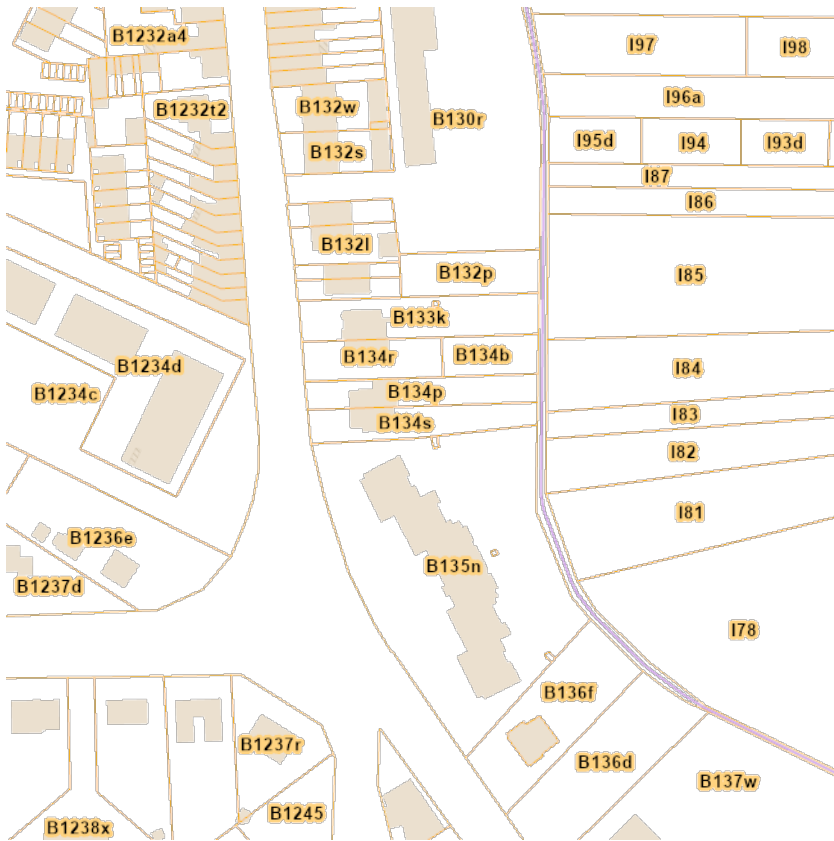 B1232a4
I97
I98
I96a
B1232t2
B132w
B130r
I95d
I94
I93d
B132s
I87
I86
B132l
B132p
I85
B133k
B134r
B134b
B1234d
I84
B1234c
B134p
I83
B134s
I82
I81
B1236e
B135n
B1237d
I78
B136f
B1237r
B136d
B137w
B1245
B1238x